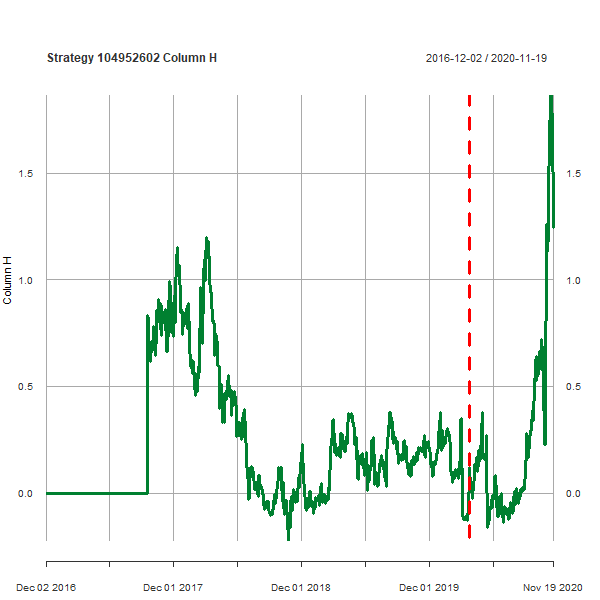 Strategy 104952602 Column H
2016-12-02 / 2020-11-19
1.5 1.5
1.0 1.0
Column H
0.5 0.5
0.0 0.0
Dec 02 2016 Dec 01 2017 Dec 01 2018 Dec 01 2019 Nov 19 2020